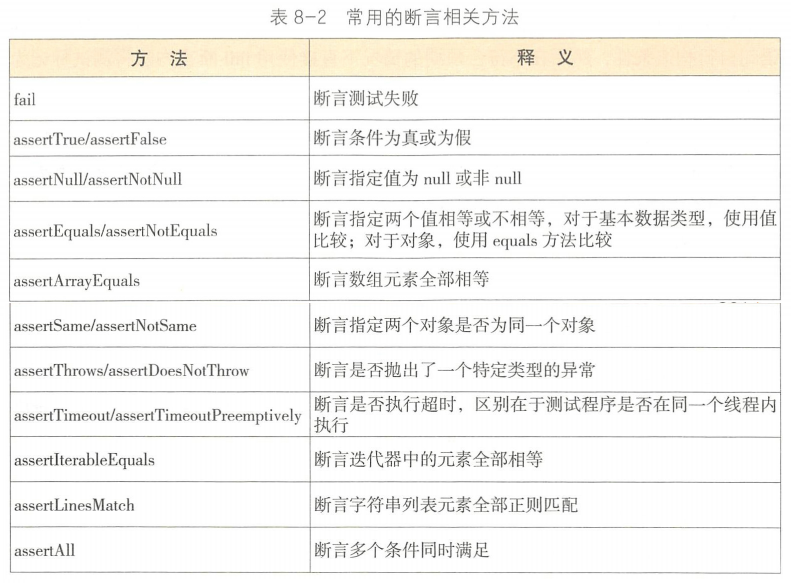 表 8-2 常用的断言相关方法
方 法 释 义
fail 断言测试失败
assertTrue/assertFalse 断言条件为真或为假
assertNull/assertNotNull 断言指定值为 null 或非 null
assertEquals/assertNotEquals 断言指定两个值相等或不相等，对于基本数据类型，使用值
比较；对于对象，使用 equals 方法比较
assertArrayEquals 断言数组元素全部相等
assertSame/assertNotSame 断言指定两个对象是否为同一个对象
assertThrows/assertDoesNotThrow 断言是否抛出了一个特定类型的异常
assertTimeout/assertTimeoutPreemptively 断言是否执行超时，区别在于测试程序是否在同一个线程内
执行
assertIterableEquals 断言迭代器中的元素全部相等
assertLinesMatch 断言字符串列表元素全部正则匹配
assertAll 断言多个条件同时满足